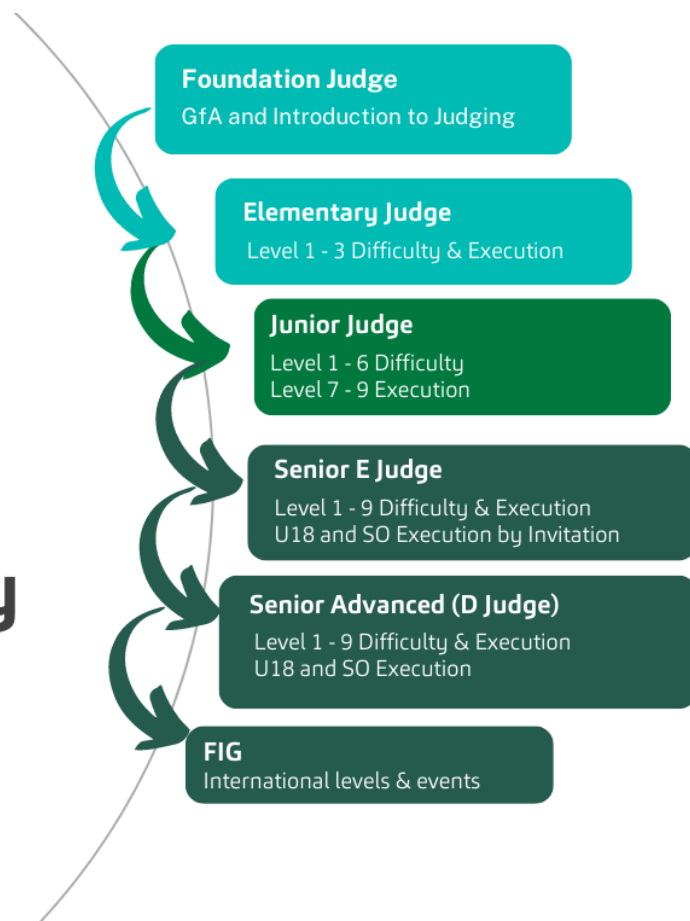 Foundation Judge
GfA and Introduction to Judging
Elementary Judge
Level 1 - 3 Difficulty & Execution
Junior Judge
Level 1 - 6 Difficulty
Level 7 - 9 Execution
Senior E Judge
Level 1 - 9 Difficulty & Execution
U18 and SO Execution by Invitation
y
Senior Advanced (D Judge)
Level 1 - 9 Difficulty & Execution
U18 and SO Execution
FIG
International levels & events